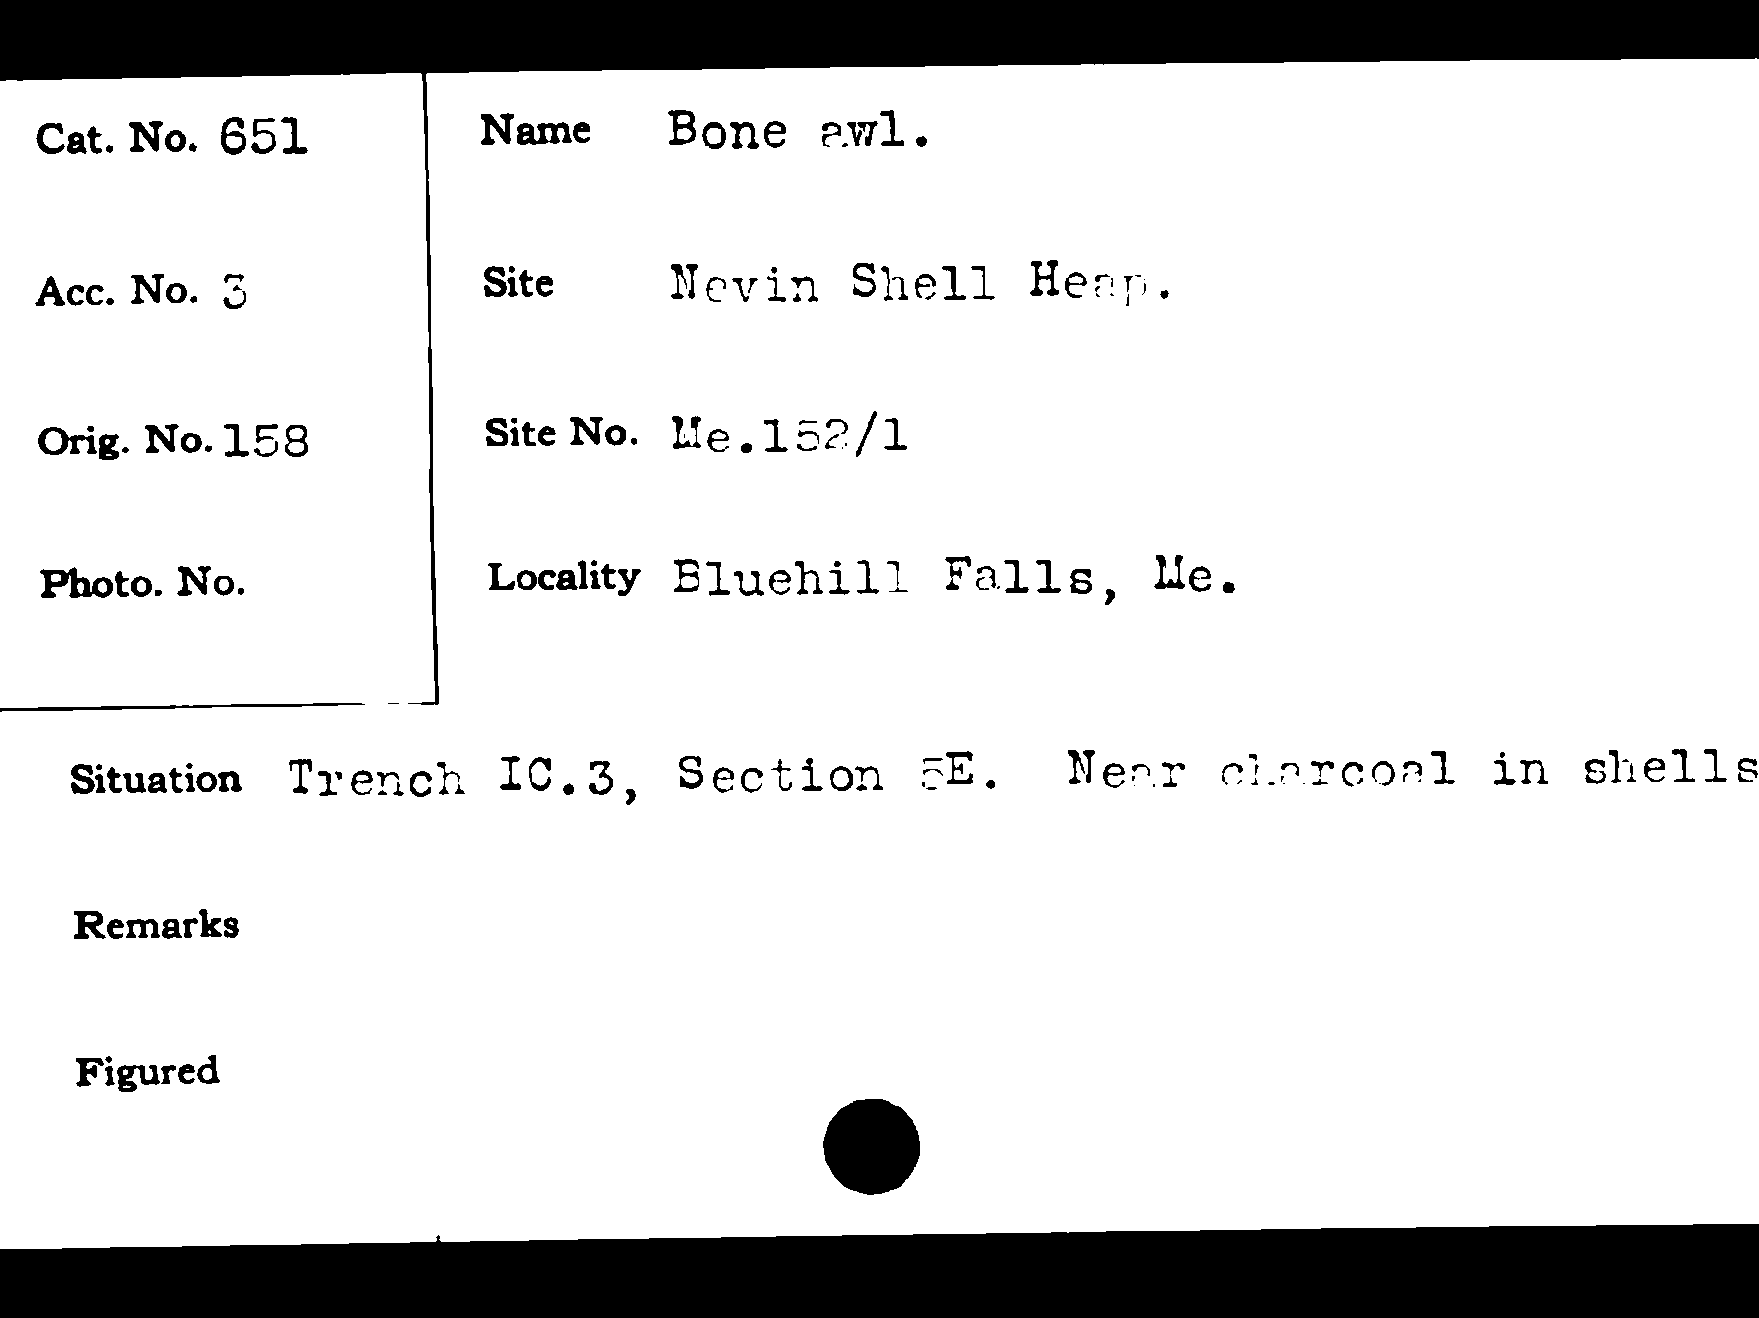 Cat. No. 651
Name Bone awl.
Acc. No. 3
Site Nevin Shell Heap.
Orig. No. 158
Site No. Me.152/1
Photo. No.
Locality Bluehill Falls, Me.
Situation Trench IC.3, Section 5E. Near charcoal in shells
Remarks
Figured